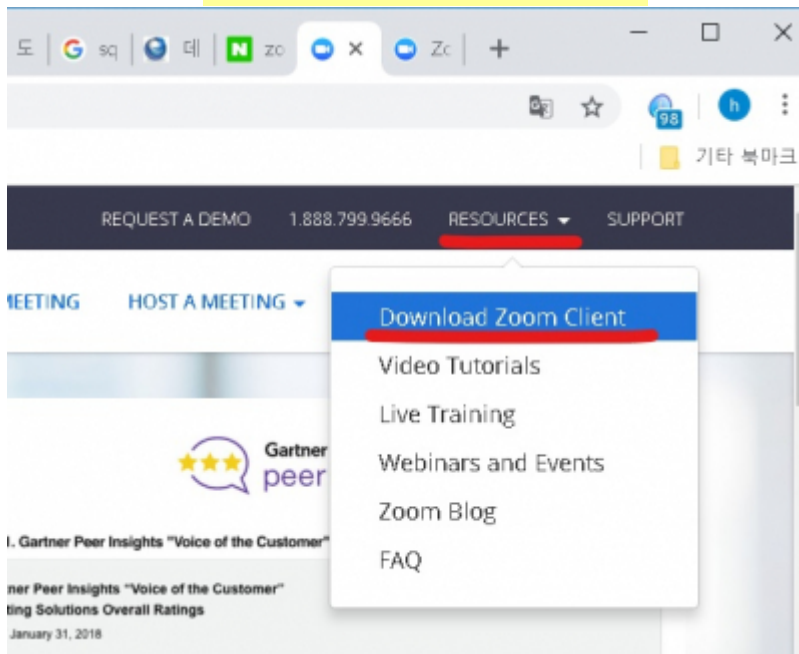 도 G sq 데 N zo Zc
98 h
기타 북마크
REQUEST A DEMO 1.888.799.9666 RESOURCES SUPPORT
MEETING HOST A MEETING
Download Zoom Client
Video Tutorials
Live Training
Webinars and Events
Zoom Blog
FAQ
Gartner
peer
. Gartner Peer Insights "Voice of the Customer"
ner Peer Insights "Voice of the Customer"
ting Solutions Overall Ratings
January 31, 2018